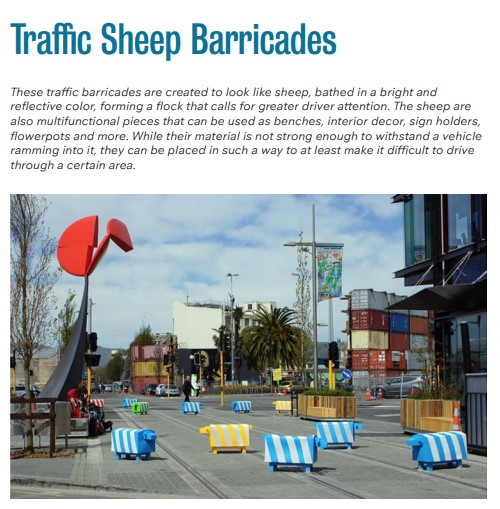 Traffic Sheep Barricades
These traffic barricades are created to look like sheep, bathed in a bright and
reflective color, forming a flock that calls for greater driver attention. The sheep are
also multifunctional pieces that can be used as benches, interior decor, sign holders,
flowerpots and more. While their material is not strong enough to withstand a vehicle
ramming into it, they can be placed in such a way to at least make it difficult to drive
through a certain area.